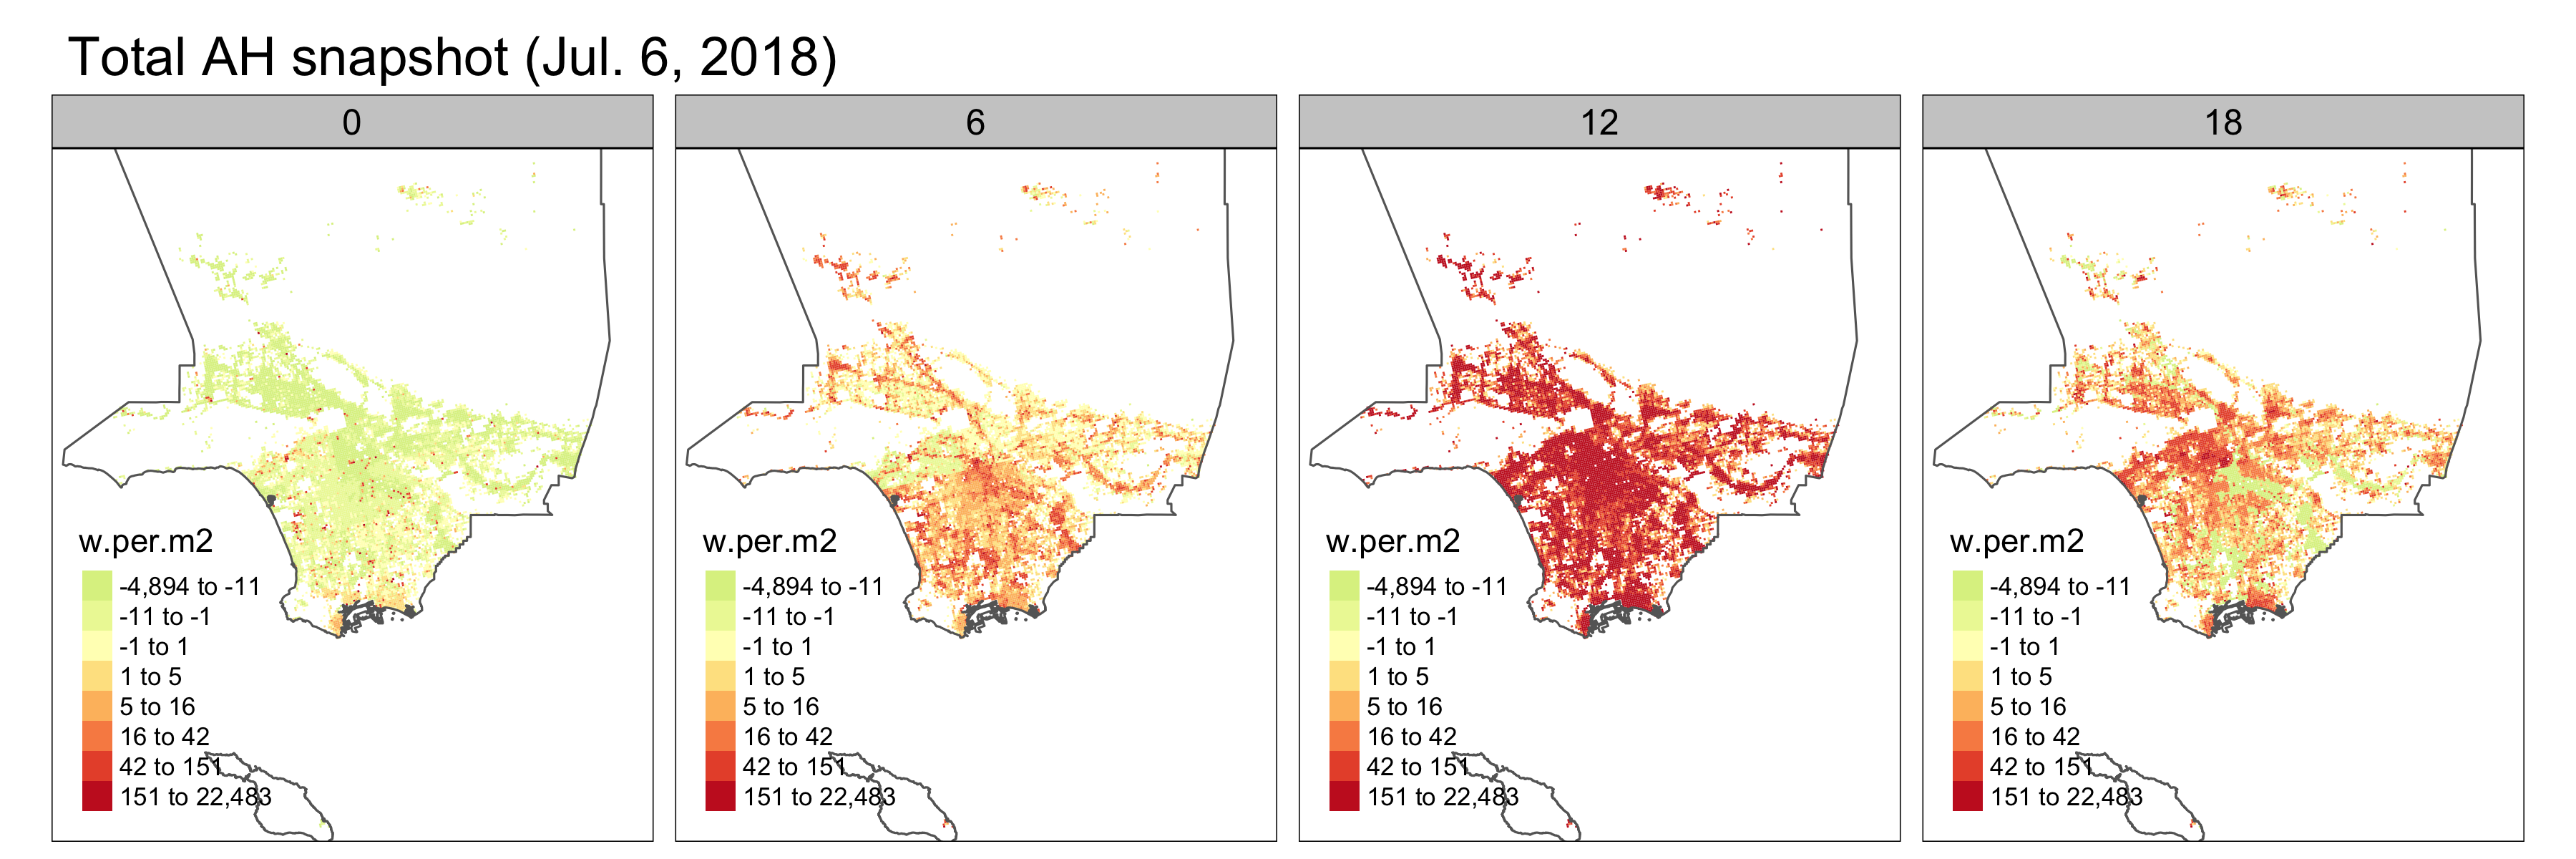 Total AH snapshot (Jul. 6, 2018)
0
6
12
18
w.per.m2
-4,894 to -11
-11 to -1
-1 to 1
1 to 5
5 to 16
16 to 42
42 to 151
151 to 22,483
w.per.m2
-4,894 to -11
-11 to -1
-1 to 1
1 to 5
5 to 16
16 to 42
42 to 151
151 to 22,483
w.per.m2
-4,894 to -11
-11 to -1
-1 to 1
1 to 5
5 to 16
16 to 42
42 to 151
151 to 22,483
w.per.m2
-4,894 to -11
-11 to -1
-1 to 1
1 to 5
5 to 16
16 to 42
42 to 151
151 to 22,483